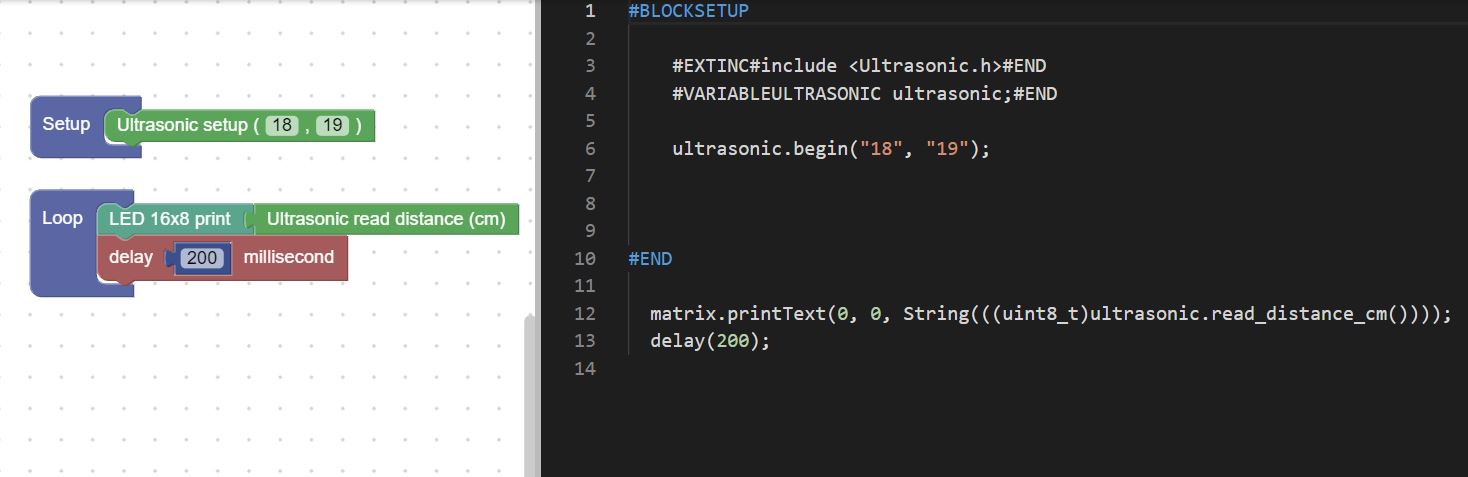 Setup Ultrasonic setup ( 18 , 19 )
Loop LED 16x8 print Ultrasonic read distance (cm)
delay 200 millisecond
1 #BLOCKSETUP
2
3 #EXTINC#include <Ultrasonic.h>#END
4 #VARIABLEULTRASONIC ultrasonic;#END
5
6 ultrasonic.begin("18", "19");
7
8
9
10 #END
11
12 matrix.printText(0, 0, String(((uint8_t)ultrasonic.read_distance_cm())));
13 delay(200);
14